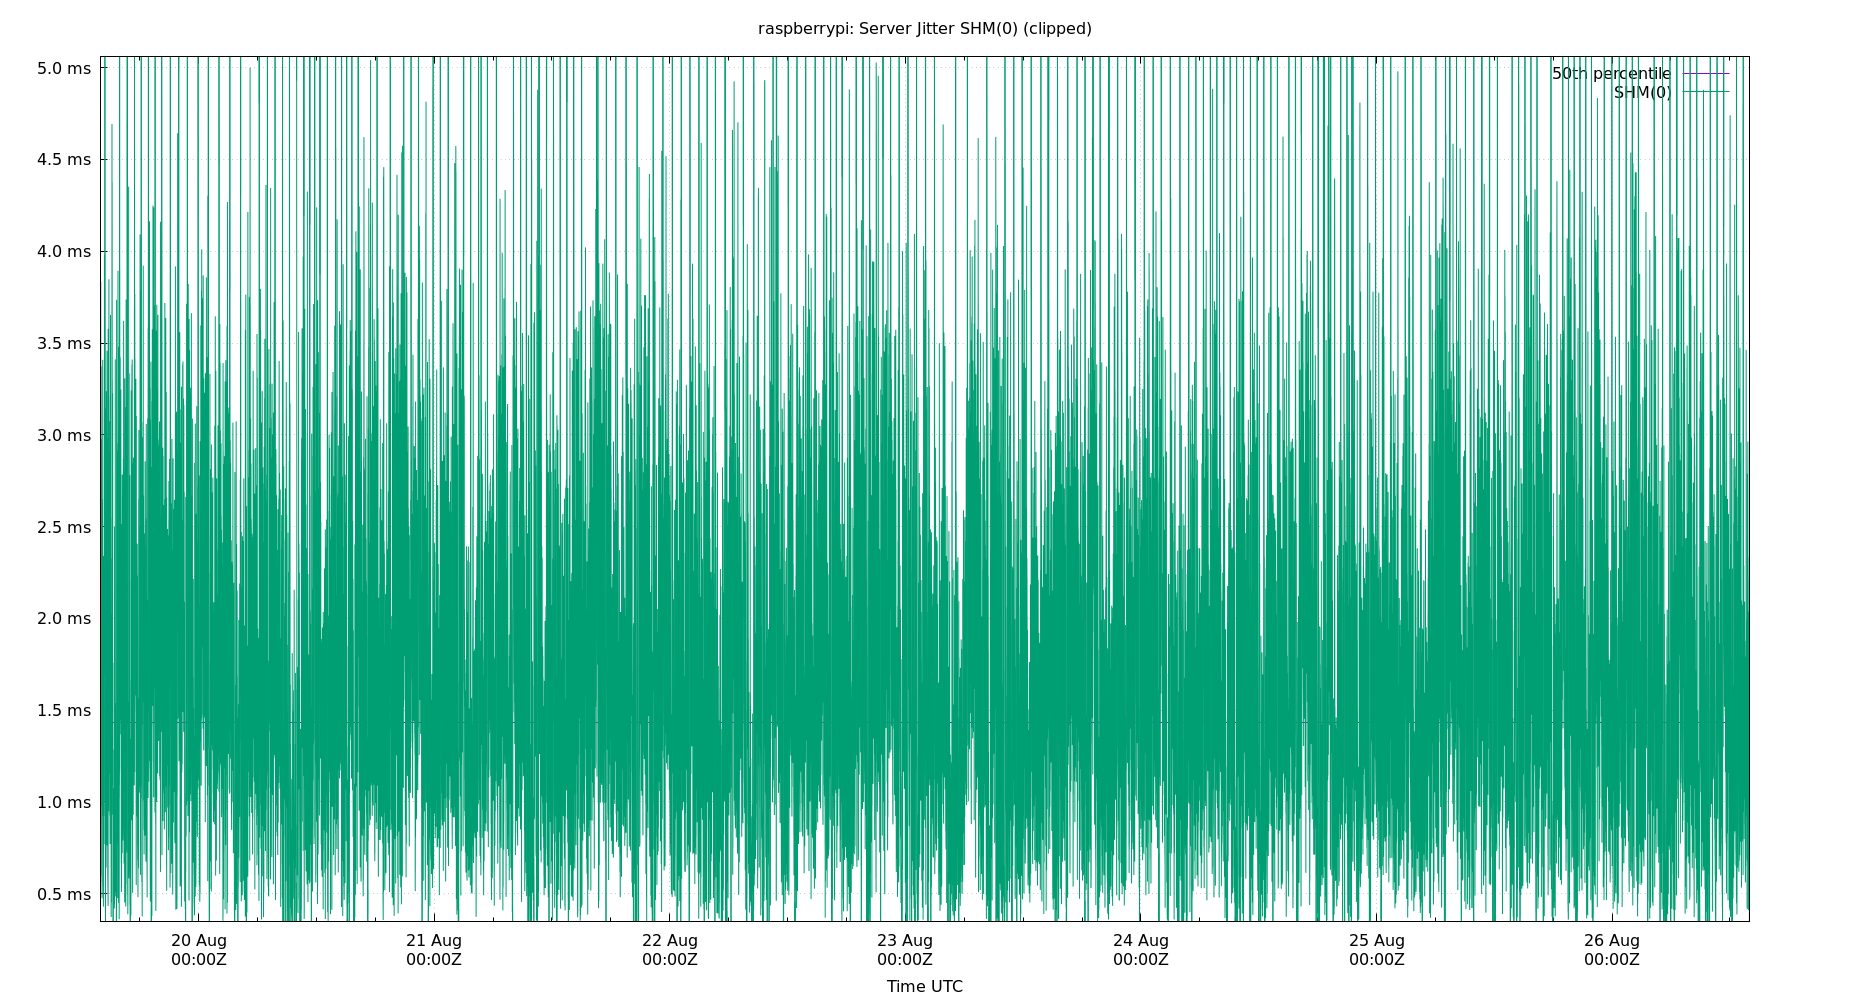 raspberrypi: Server Jitter SHM(0) (clipped)
50th percentile
SHM(0)
5.0 ms
4.5 ms
4.0 ms
3.5 ms
3.0 ms
2.5 ms
2.0 ms
1.5 ms
1.0 ms
0.5 ms
20 Aug 21 Aug 22 Aug 23 Aug 24 Aug 25 Aug 26 Aug
00:00Z 00:00Z 00:00Z 00:00Z 00:00Z 00:00Z 00:00Z
Time UTC